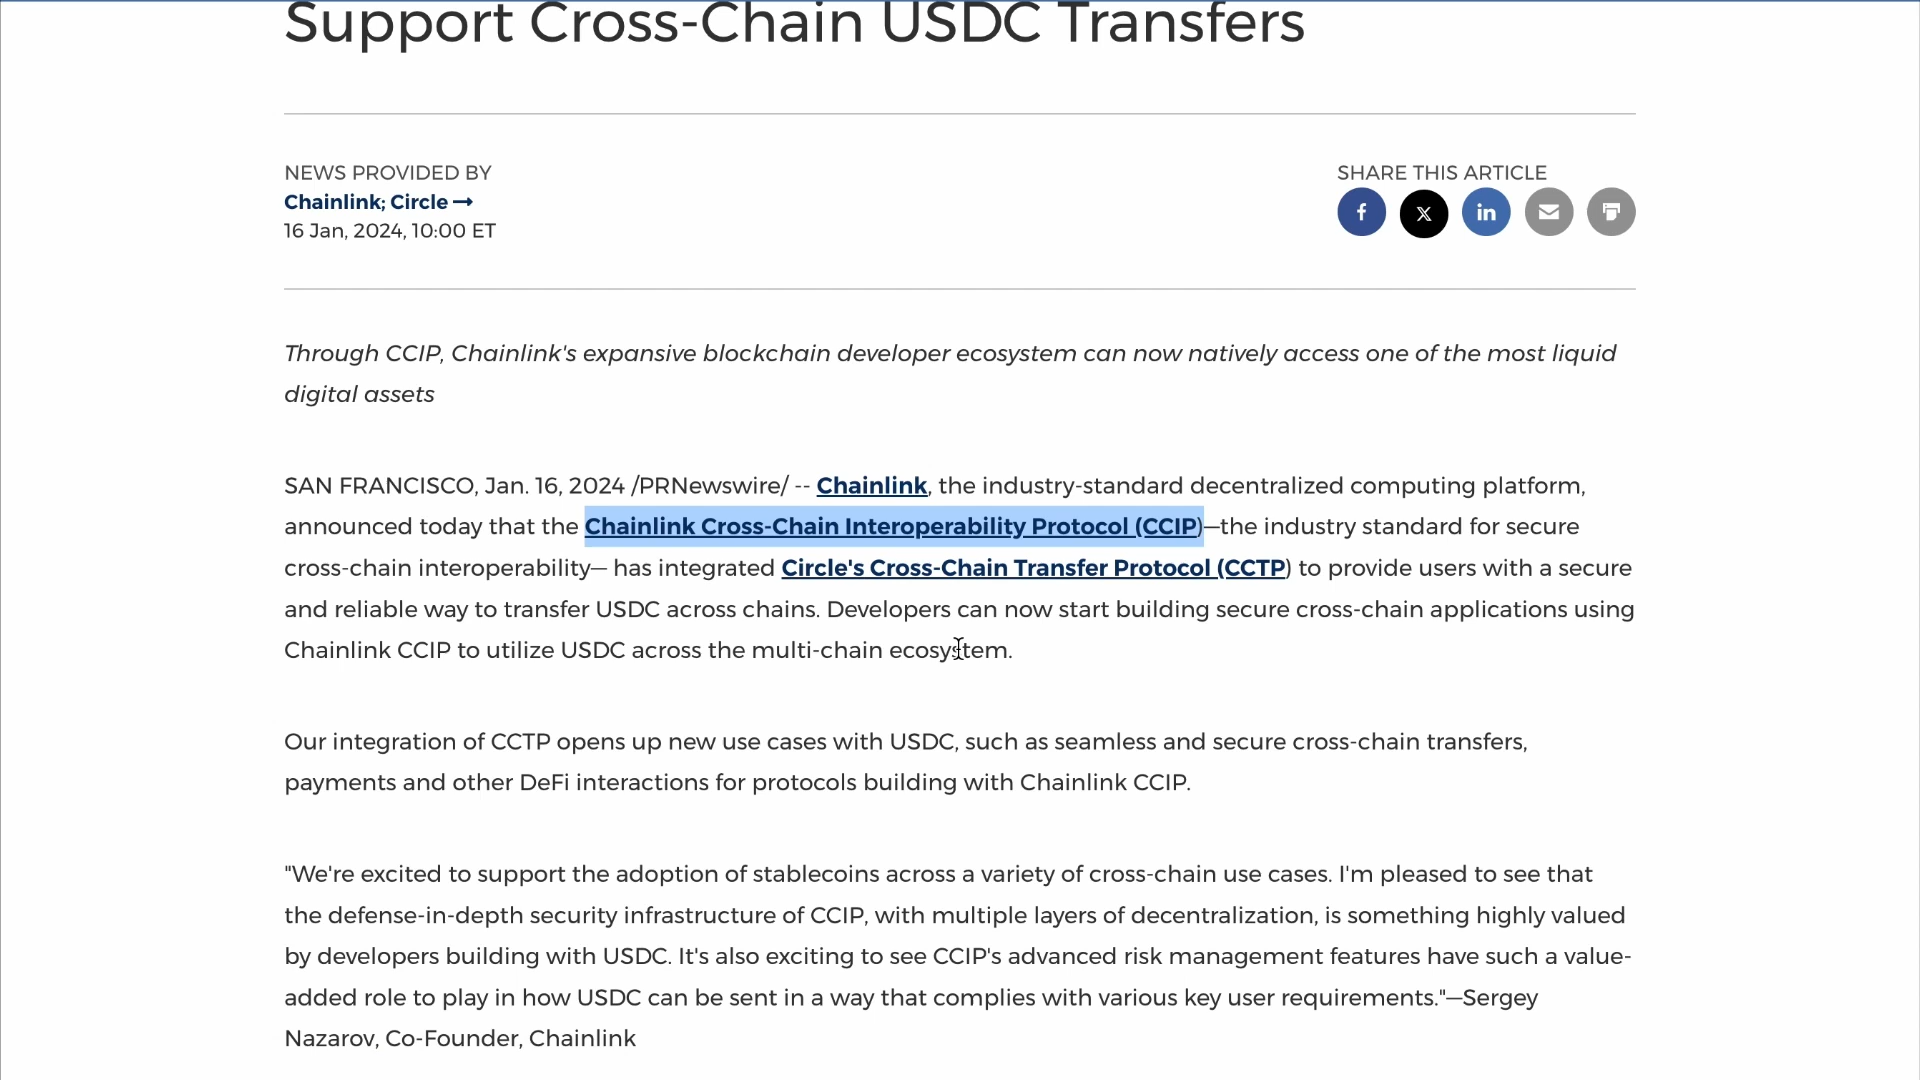 Support Cross-Chain USDC Transfers
NEWS PROVIDED BY
Chainlink; Circle →
16 Jan, 2024, 10:00 ET
SHARE THIS ARTICLE
Through CCIP, Chainlink's expansive blockchain developer ecosystem can now natively access one of the most liquid
digital assets
SAN FRANCISCO, Jan. 16, 2024 /PRNewswire/ -- Chainlink, the industry-standard decentralized computing platform,
announced today that the Chainlink Cross-Chain Interoperability Protocol (CCIP)—the industry standard for secure
cross-chain interoperability— has integrated Circle's Cross-Chain Transfer Protocol (CCTP) to provide users with a secure
and reliable way to transfer USDC across chains. Developers can now start building secure cross-chain applications using
Chainlink CCIP to utilize USDC across the multi-chain ecosystem.
Our integration of CCTP opens up new use cases with USDC, such as seamless and secure cross-chain transfers,
payments and other DeFi interactions for protocols building with Chainlink CCIP.
"We're excited to support the adoption of stablecoins across a variety of cross-chain use cases. I'm pleased to see that
the defense-in-depth security infrastructure of CCIP, with multiple layers of decentralization, is something highly valued
by developers building with USDC. It's also exciting to see CCIP's advanced risk management features have such a value-
added role to play in how USDC can be sent in a way that complies with various key user requirements."—Sergey
Nazarov, Co-Founder, Chainlink